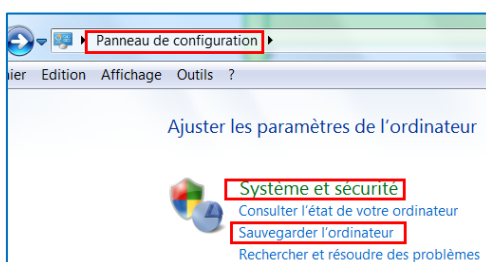 Panneau de configuration
ier Edition Affichage Outils ?
Ajuster les paramètres de l'ordinateur
Système et sécurité
Consulter l'état de votre ordinateur
Sauvegarder l'ordinateur
Rechercher et résoudre des problèmes